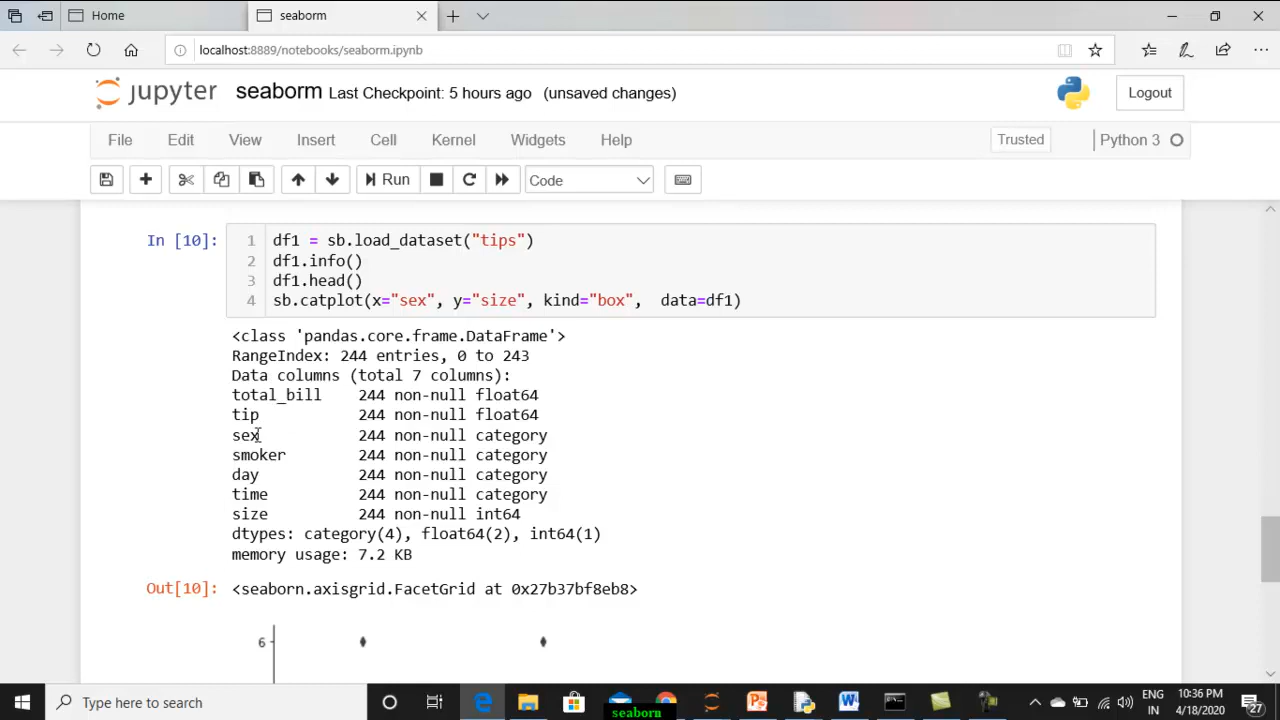 Home
seaborm
localhost:8889/notebooks/seaborm.ipynb
jupyter seaborm Last Checkpoint: 5 hours ago (unsaved changes)
Logout
File Edit View Insert Cell Kernel Widgets Help
Trusted
Python 3
Run
Code
In [10]:
1 df1 = sb.load_dataset("tips")
2 df1.info()
3 df1.head()
4 sb.catplot(x="sex", y="size", kind="box", data=df1)
<class 'pandas.core.frame.DataFrame'>
RangeIndex: 244 entries, 0 to 243
Data columns (total 7 columns):
total_bill 244 non-null float64
tip 244 non-null float64
sex 244 non-null category
smoker 244 non-null category
day 244 non-null category
time 244 non-null category
size 244 non-null int64
dtypes: category(4), float64(2), int64(1)
memory usage: 7.2 KB
Out[10]: <seaborn.axisgrid.FacetGrid at 0x27b37bf8eb8>
6
Type here to search
seaborn
ENG
IN
10:36 PM
4/18/2020
27